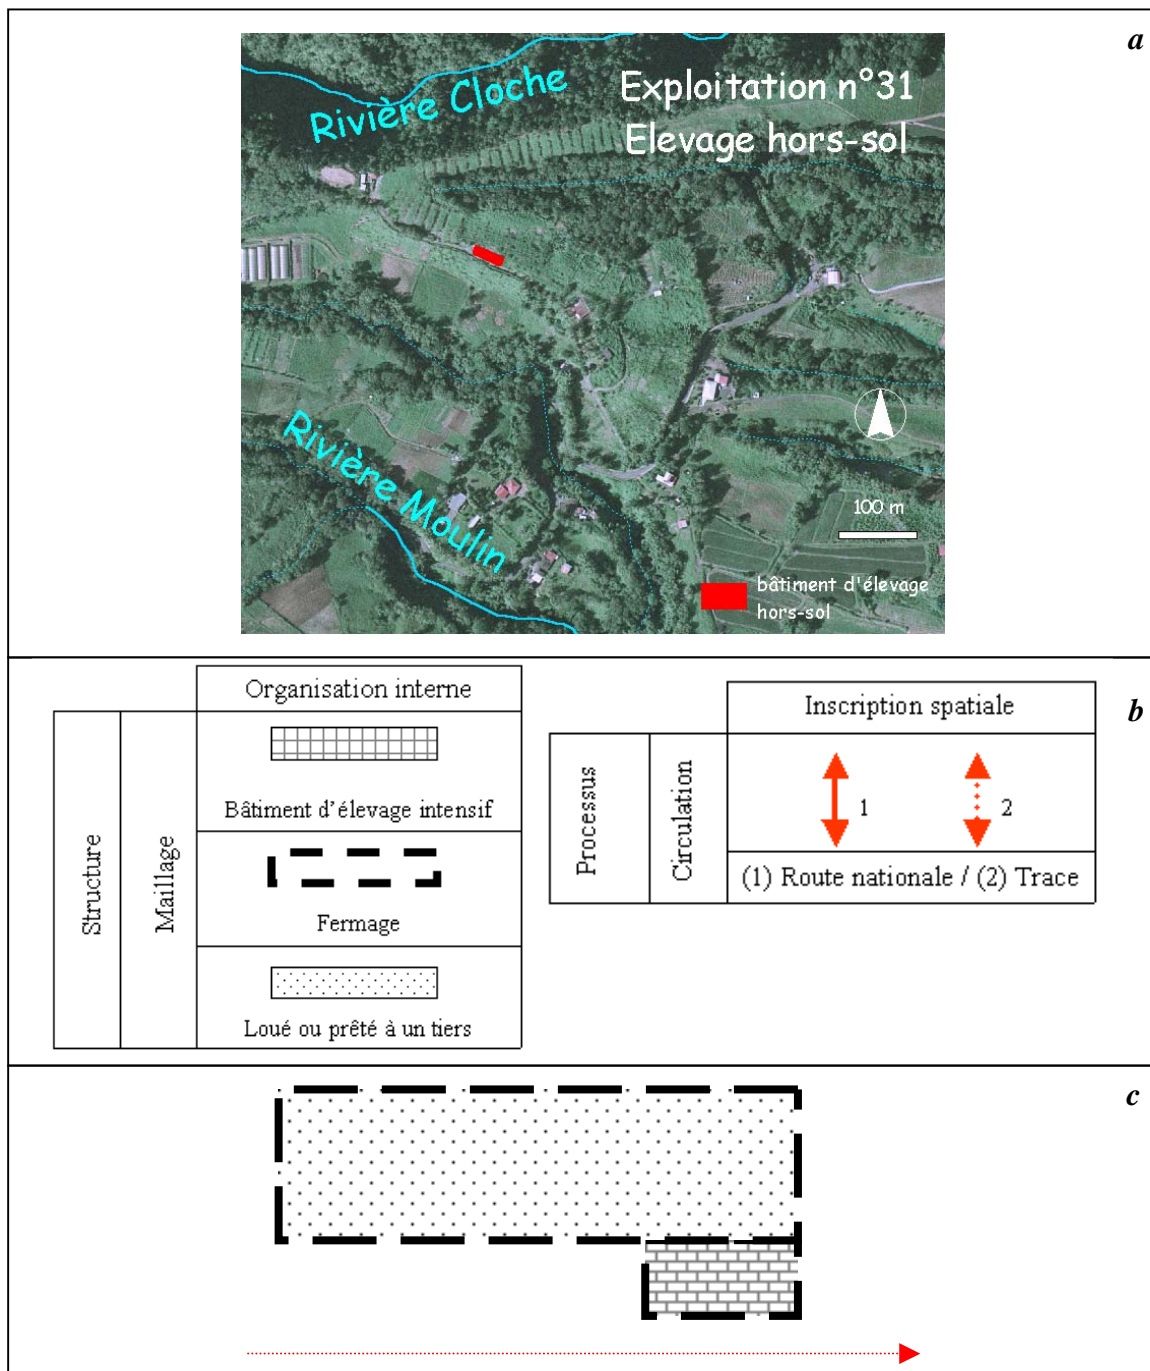 a
Rivière Cloche
Exploitation n°31
Elevage hors-sol
Rivière Moulin
100 m
bâtiment d'élevage
hors-sol
b
Organisation interne
Structure
Maillage
Bâtiment d'élevage intensif
Fermage
Loué ou prêté à un tiers
Inscription spatiale
Processus
Circulation
1
2
(1) Route nationale / (2) Trace
c